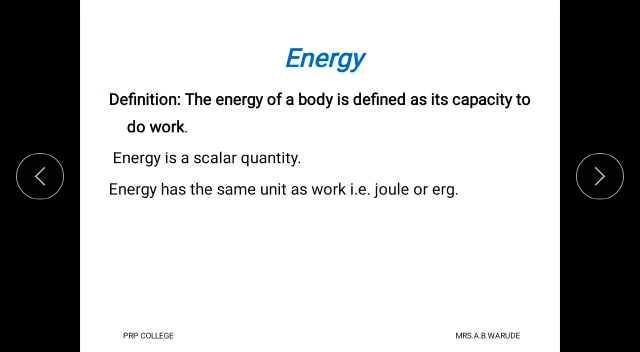 Energy
Definition: The energy of a body is defined as its capacity to
do work.
Energy is a scalar quantity.
Energy has the same unit as work i.e. joule or erg.
PRP COLLEGE
MRS.A.B.WARUDE